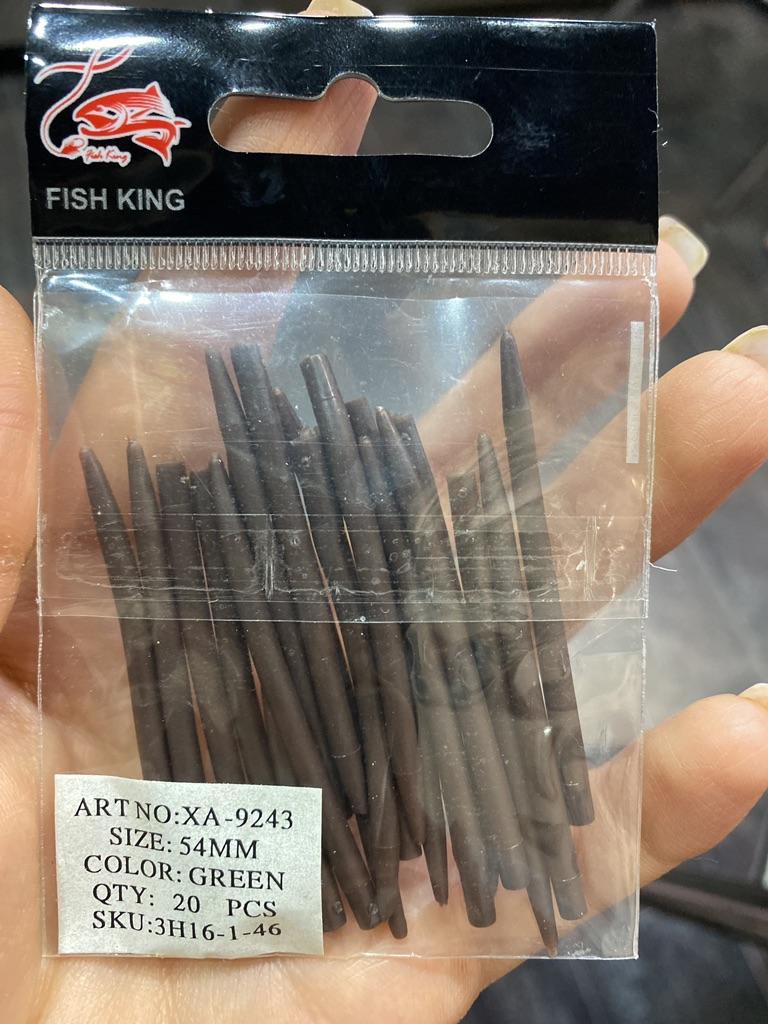 Fish King
FISH KING
ART NO:XA-9243
SIZE: 54MM
COLOR: GREEN
QTY: 20 PCS
SKU:3H16-1-46